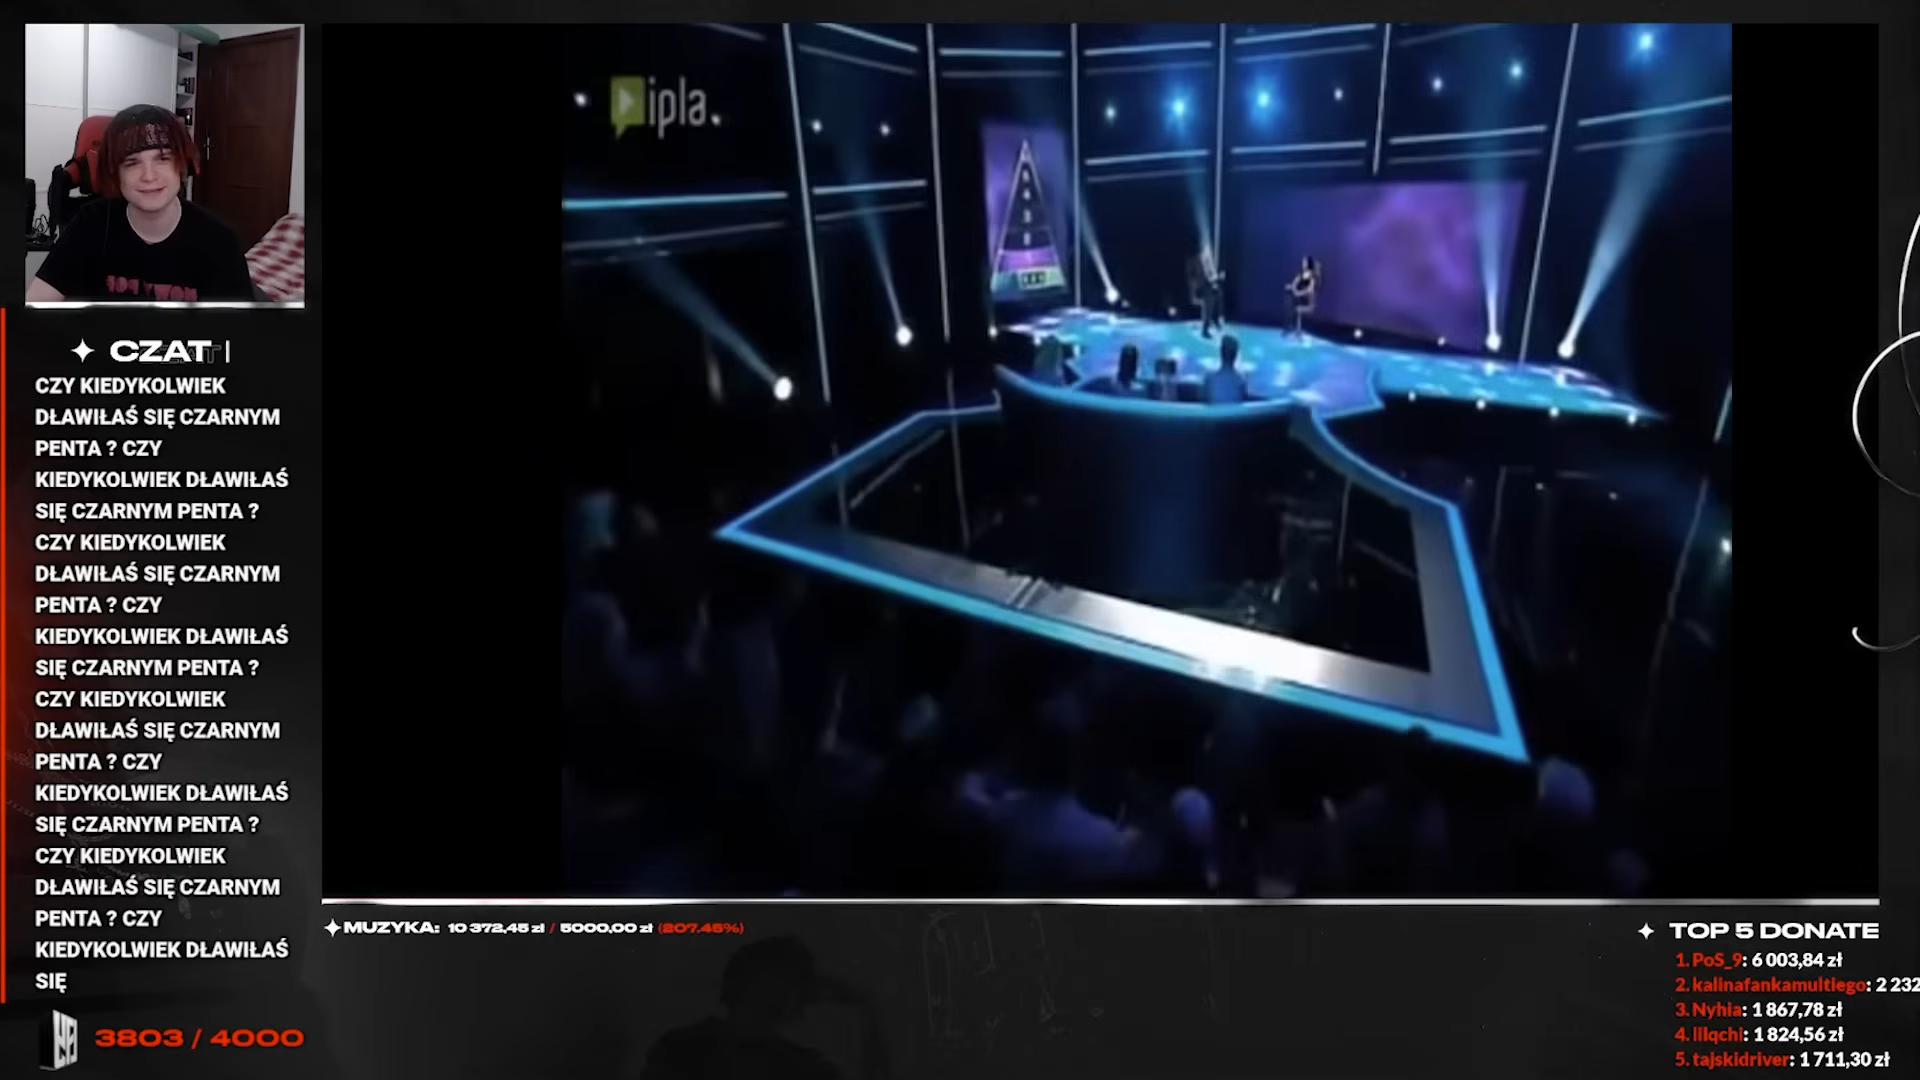 ipla.
CZAT
CZY KIEDYKOLWIEK
DŁAWIŁAŚ SIĘ CZARNYM
PENTA ? CZY
KIEDYKOLWIEK DŁAWIŁAŚ
SIĘ CZARNYM PENTA ?
CZY KIEDYKOLWIEK
DŁAWIŁAŚ SIĘ CZARNYM
PENTA ? CZY
KIEDYKOLWIEK DŁAWIŁAŚ
SIĘ CZARNYM PENTA ?
CZY KIEDYKOLWIEK
DŁAWIŁAŚ SIĘ CZARNYM
PENTA ? CZY
KIEDYKOLWIEK DŁAWIŁAŚ
SIĘ CZARNYM PENTA ?
CZY KIEDYKOLWIEK
DŁAWIŁAŚ SIĘ CZARNYM
PENTA ? CZY
KIEDYKOLWIEK DŁAWIŁAŚ
SIĘ
3803 / 4000
MUZYKA: 10 372,45 zł / 5000,00 zł (207.45%)
TOP 5 DONATE
1. PoS_9: 6 003,84 zł
2. kalinafankamultiego: 2 232
3. Nyhia: 1 867,78 zł
4. lilqchi: 1 824,56 zł
5. tajskidriver: 1 711,30 zł